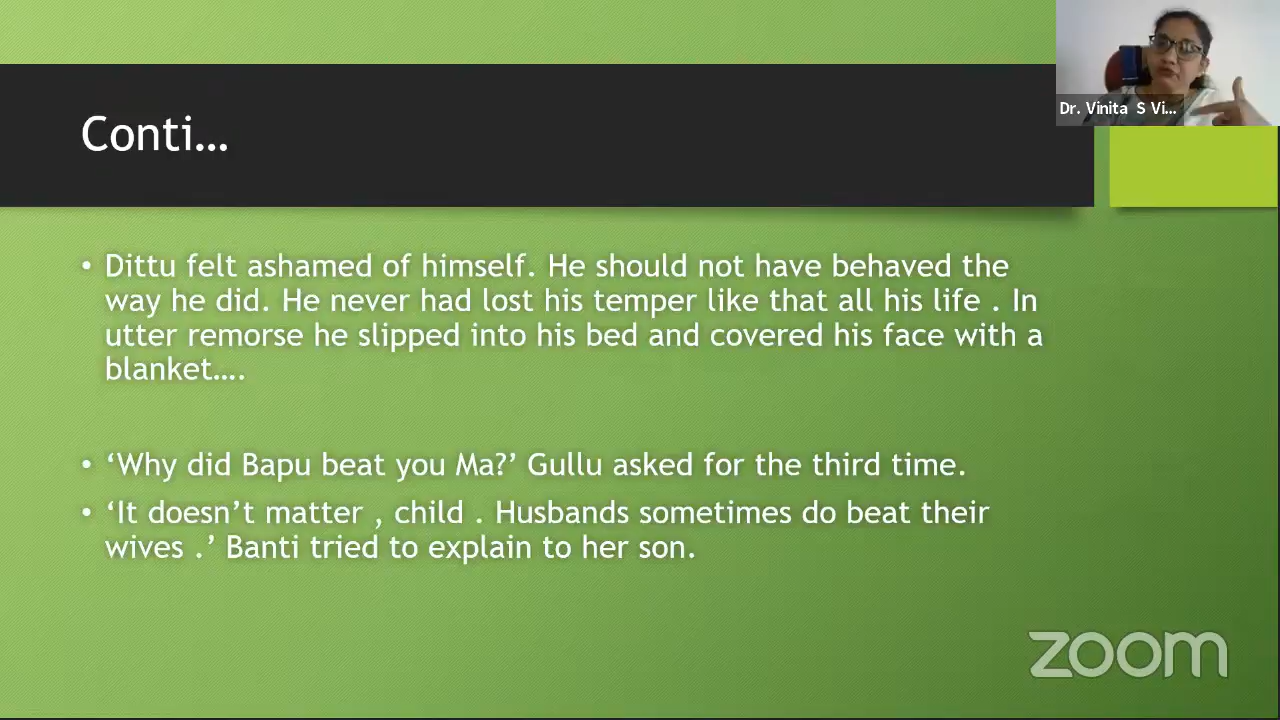 Dr. Vinita S Vi...
Conti…
• Dittu felt ashamed of himself. He should not have behaved the
way he did. He never had lost his temper like that all his life . In
utter remorse he slipped into his bed and covered his face with a
blanket….
• ‘Why did Bapu beat you Ma?’ Gullu asked for the third time.
• ‘It doesn’t matter , child . Husbands sometimes do beat their
wives .’ Banti tried to explain to her son.
zoom